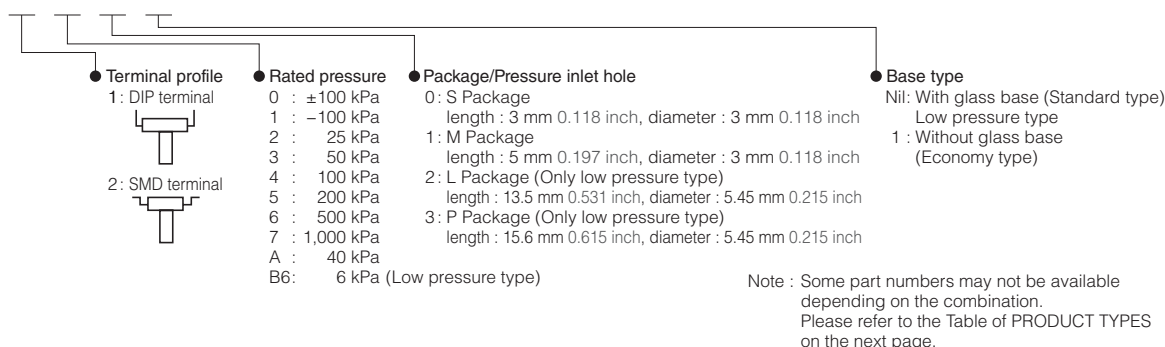 Terminal profile
1: DIP terminal
2: SMD terminal
Rated pressure
0 : ±100 kPa
1 : –100 kPa
2 : 25 kPa
3 : 50 kPa
4 : 100 kPa
5 : 200 kPa
6 : 500 kPa
7 : 1,000 kPa
A : 40 kPa
B6: 6 kPa (Low pressure type)
Package/Pressure inlet hole
0: S Package
length : 3 mm 0.118 inch, diameter : 3 mm 0.118 inch
1: M Package
length : 5 mm 0.197 inch, diameter : 3 mm 0.118 inch
2: L Package (Only low pressure type)
length : 13.5 mm 0.531 inch, diameter : 5.45 mm 0.215 inch
3: P Package (Only low pressure type)
length : 15.6 mm 0.615 inch, diameter : 5.45 mm 0.215 inch
Base type
Nil: With glass base (Standard type)
Low pressure type
1 : Without glass base
(Economy type)
Note : Some part numbers may not be available
depending on the combination.
Please refer to the Table of PRODUCT TYPES
on the next page.